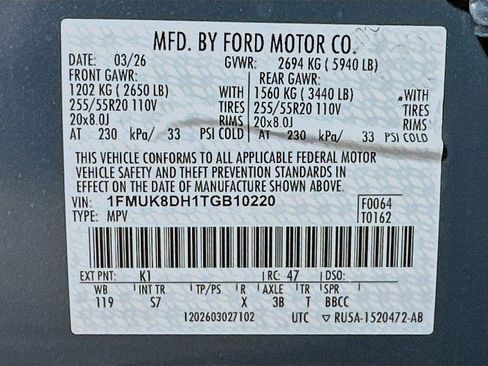 MFD. BY FORD MOTOR CO.
DATE: 03/26 GVWR: 2694 KG ( 5940 LB)
FRONT GAWR: REAR GAWR:
1202 KG ( 2650 LB) WITH 1560 KG ( 3440 LB) WITH
255/55R20 110V TIRES 255/55R20 110V TIRES
20x8.0J RIMS 20x8.0J RIMS
AT 230 kPa/ 33 PSI COLD AT 230 kPa/ 33 PSI COLD
THIS VEHICLE CONFORMS TO ALL APPLICABLE FEDERAL MOTOR
VEHICLE SAFETY AND THEFT PREVENTION STANDARDS IN
EFFECT ON THE DATE OF MANUFACTURE SHOWN ABOVE.
VIN: 1FMUK8DH1TGB10220 F0064
TYPE: MPV T0162
EXT PNT: K1 RC: 47 DSO:
WB INT TR TP/PS R AXLE TR SPR
119 S7 X 3B T BBCC
1202603027102 UTC ▽ RU5A-1520472-AB